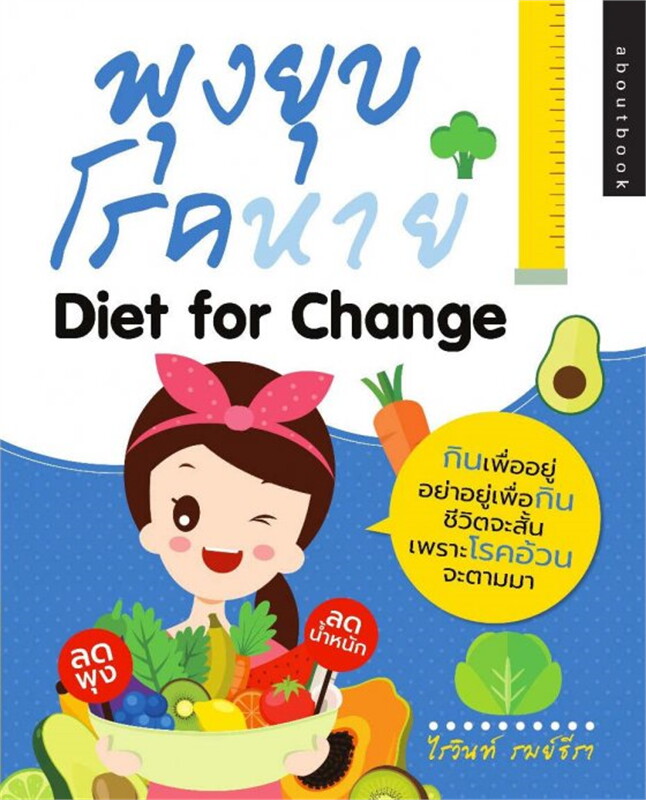 aboutbook
พุงยุบ
โรคหาย
Diet for Change
กินเพื่ออยู่
อย่าอยู่เพื่อกิน
ชีวิตจะสั้น
เพราะโรคอ้วน
จะตามมา
ลด
น้ำหนัก
ลด
พุง
ไรวินท์ รมย์ธีรา